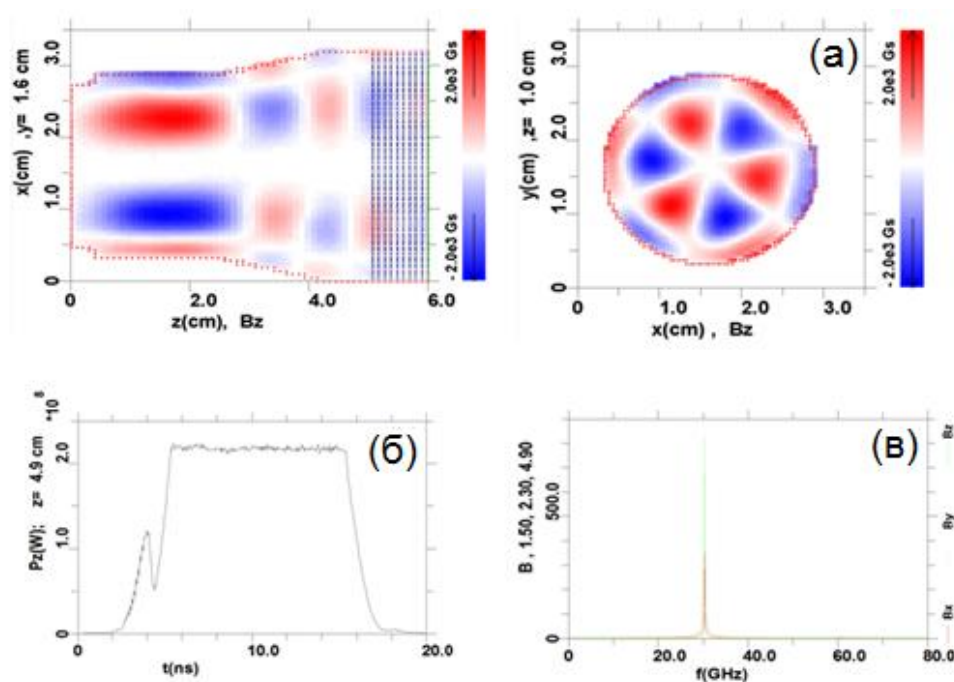 x(cm) ,y= 1.6 cm
3.0
2.0
1.0
0
0
2.0
4.0
6.0
z(cm), Bz
2.0e3 Gs
- 2.0e3 Gs
(а)
y(cm) ,z= 1.0 cm
3.0
2.0
1.0
0
0
1.0
2.0
3.0
x(cm) , Bz
2.0e3 Gs
- 2.0e3 Gs
(б)
Pz(W); z= 4.9 cm *10 8
2.0
1.0
0
0
10.0
20.0
t(ns)
(в)
B , 1.50, 2.30, 4.90
500.0
0
0
20.0
40.0
60.0
80.0
f(GHz)
Bz
By
Bx